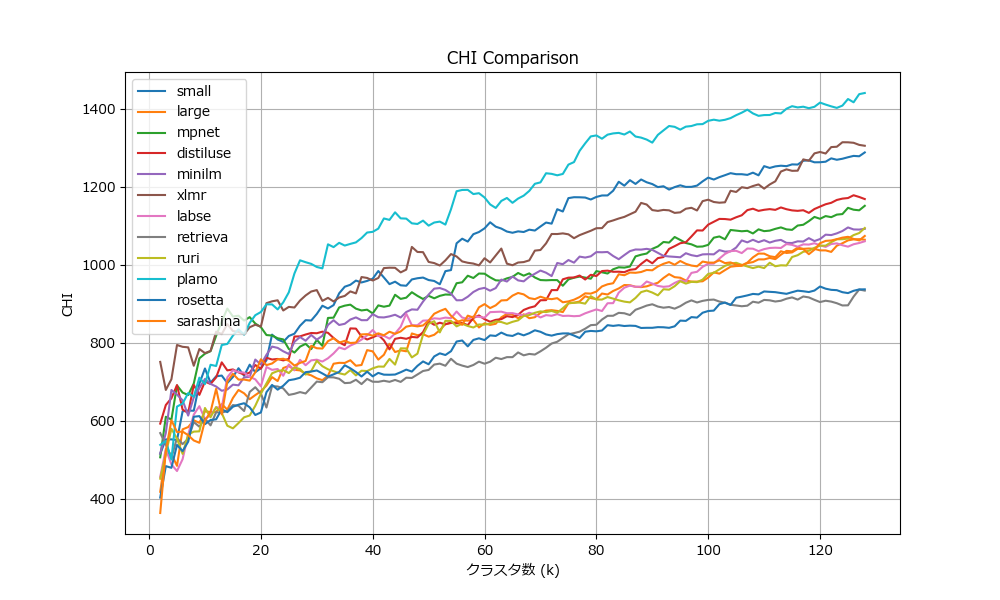 CHI Comparison
CHI
1400
1200
1000
800
600
400
small
large
mpnet
distiluse
minilm
xlmr
labse
retrieva
ruri
plamo
rosetta
sarashina
0 20 40 60 80 100 120
クラスタ数 (k)